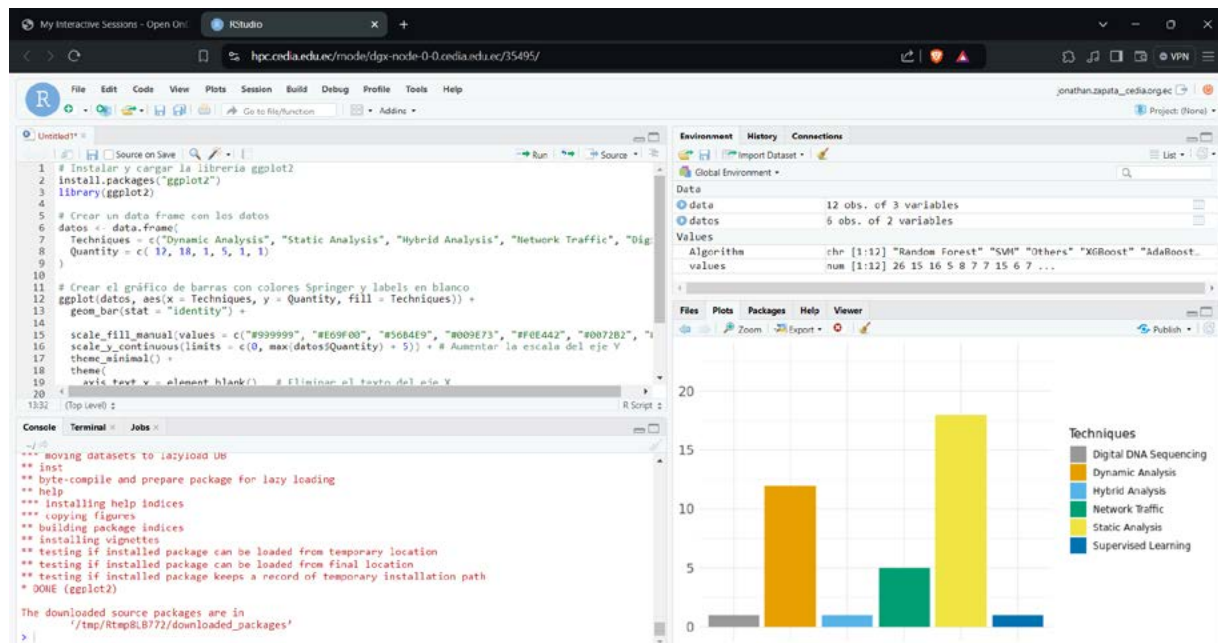 My Interactive Sessions - Open On
RStudio
hpc.cedia.edu.ec/rnode/dgx-node-0-0.cedia.edu.ec/35495/
VPN
File Edit Code View Plots Session Build Debug Profile Tools Help
jonathan.zapata_cedia.org.ec
Go to file/function
Addins
Project: (None)
Untitled1*
Source on Save
Run
Source
1 # Instalar y cargar la librería ggplot2
2 install.packages("ggplot2")
3 library(ggplot2)
4
5 # Crear un data frame con los datos
6 datos <- data.frame(
7 Techniques = c("Dynamic Analysis", "Static Analysis", "Hybrid Analysis", "Network Traffic", "Dig
8 Quantity = c( 12, 18, 1, 5, 1, 1)
9 )
10
11 # Crear el gráfico de barras con colores Springer y labels en blanco
12 ggplot(datos, aes(x = Techniques, y = Quantity, fill = Techniques)) +
13 geom_bar(stat = "identity") +
14
15 scale_fill_manual(values = c("#999999", "#E69F00", "#56B4E9", "#009E73", "#F0E442", "#0072B2", "
16 scale_y_continuous(limits = c(0, max(datos$Quantity) + 5)) + # Aumentar la escala del eje Y
17 theme_minimal() +
18 theme(
19 axis.text.x = element_blank() # Eliminar el texto del eje X
20
13:32 (Top Level)
R Script
Console Terminal Jobs
~/
*** moving datasets to lazyload DB
** inst
** byte-compile and prepare package for lazy loading
** help
*** installing help indices
*** copying figures
** building package indices
** installing vignettes
** testing if installed package can be loaded from temporary location
** testing if installed package can be loaded from final location
** testing if installed package keeps a record of temporary installation path
* DONE (ggplot2)
The downloaded source packages are in
'/tmp/Rtmp8LB772/downloaded_packages'
>
Environment History Connections
Import Dataset
List
Global Environment
Data
data 12 obs. of 3 variables
datos 6 obs. of 2 variables
Values
Algorithm chr [1:12] "Random Forest" "SVM" "Others" "XGBoost" "AdaBoost…
values num [1:12] 26 15 16 5 8 7 7 15 6 7 ...
Files Plots Packages Help Viewer
Zoom Export
Publish
20
15
10
5
0
Techniques
Digital DNA Sequencing
Dynamic Analysis
Hybrid Analysis
Network Traffic
Static Analysis
Supervised Learning